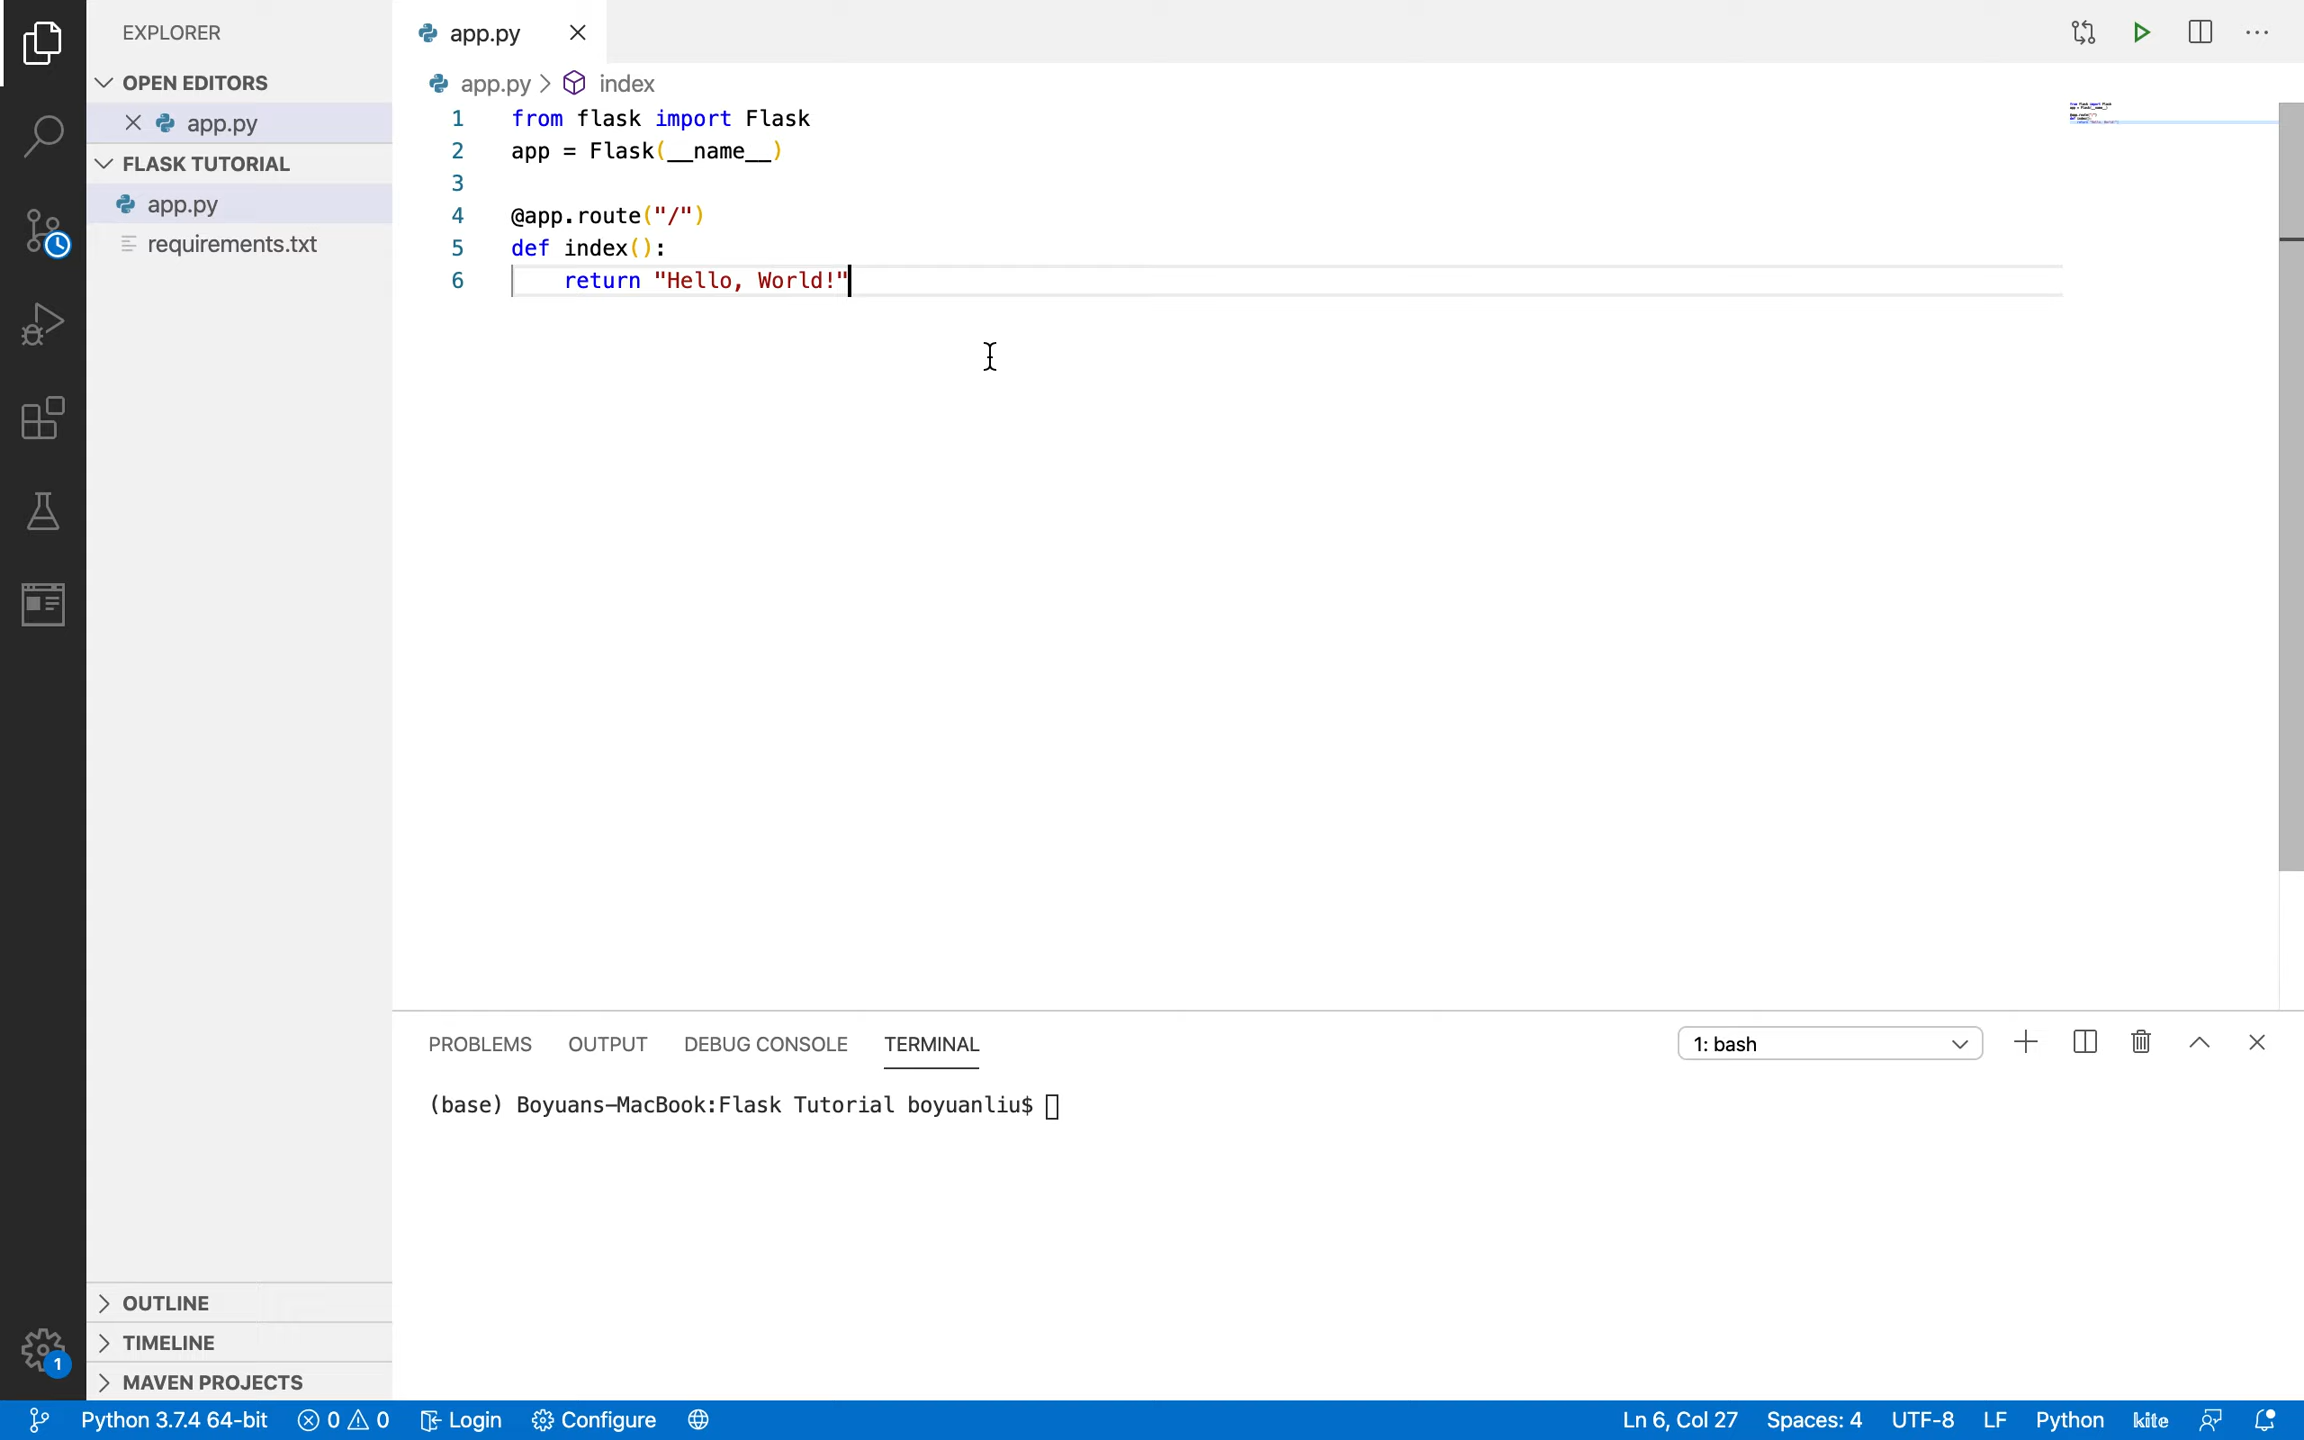 EXPLORER
OPEN EDITORS
app.py
FLASK TUTORIAL
app.py
requirements.txt
OUTLINE
TIMELINE
MAVEN PROJECTS
app.py
app.py > index
1 from flask import Flask
2 app = Flask(__name__)
3
4 @app.route("/")
5 def index():
6 return "Hello, World!"
PROBLEMS OUTPUT DEBUG CONSOLE TERMINAL 1: bash
(base) Boyuans-MacBook:Flask Tutorial boyuanliu$
1
Python 3.7.4 64-bit 0 0 Login Configure Ln 6, Col 27 Spaces: 4 UTF-8 LF Python kite